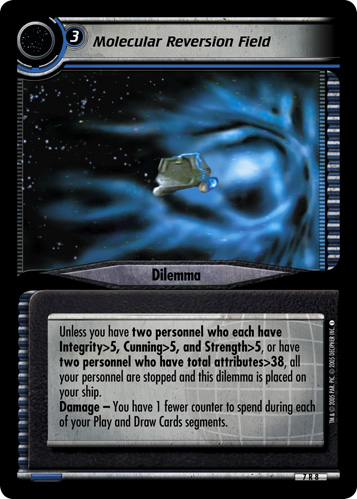 3
Molecular Reversion Field
Dilemma
Unless you have two personnel who each have
Integrity>5, Cunning>5, and Strength>5, or have
two personnel who have total attributes>38, all
your personnel are stopped and this dilemma is placed on
your ship.
Damage – You have 1 fewer counter to spend during each
of your Play and Draw Cards segments.
TM & © 2005 PAR. PIC. © 2005 DECIPHER INC.
7 R 8